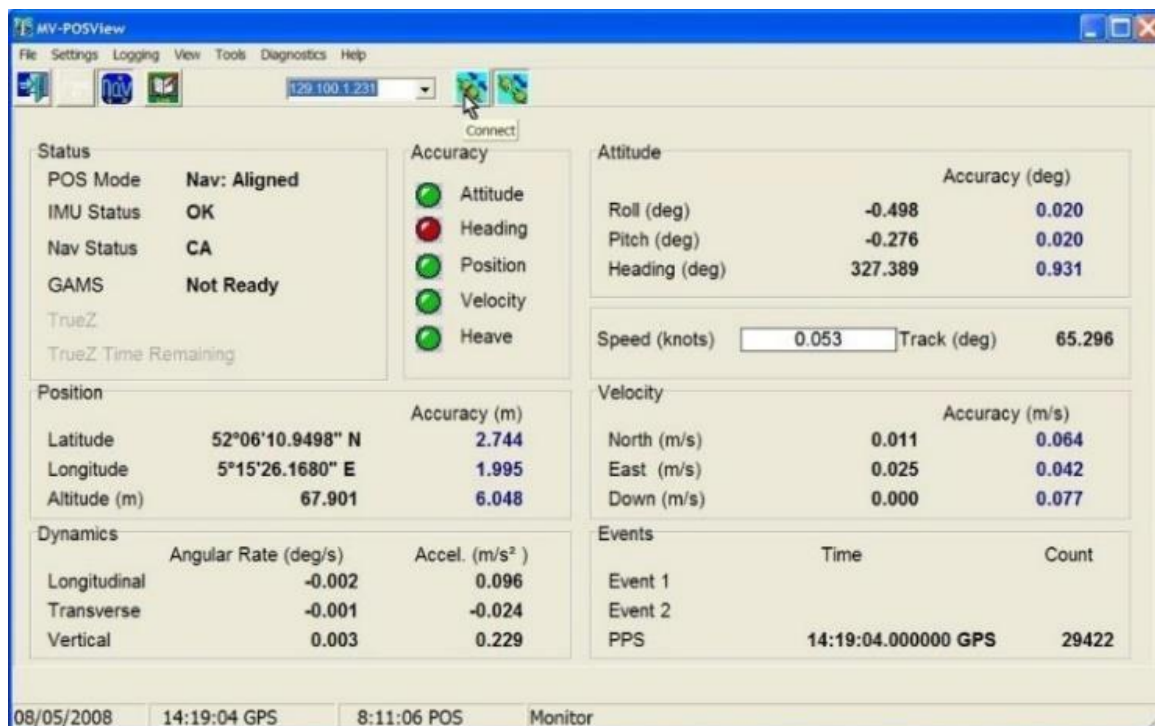 MV-POSView
File Settings Logging View Tools Diagnostics Help
nav 129.100.1.231
Connect
Status
POS Mode Nav: Aligned
IMU Status OK
Nav Status CA
GAMS Not Ready
TrueZ
TrueZ Time Remaining
Accuracy
Attitude
Heading
Position
Velocity
Heave
Attitude
Accuracy (deg)
Roll (deg) -0.498 0.020
Pitch (deg) -0.276 0.020
Heading (deg) 327.389 0.931
Speed (knots) 0.053 Track (deg) 65.296
Position
Accuracy (m)
Latitude 52°06'10.9498" N 2.744
Longitude 5°15'26.1680" E 1.995
Altitude (m) 67.901 6.048
Velocity
Accuracy (m/s)
North (m/s) 0.011 0.064
East (m/s) 0.025 0.042
Down (m/s) 0.000 0.077
Dynamics
Angular Rate (deg/s) Accel. (m/s² )
Longitudinal -0.002 0.096
Transverse -0.001 -0.024
Vertical 0.003 0.229
Events
Time Count
Event 1
Event 2
PPS 14:19:04.000000 GPS 29422
08/05/2008 14:19:04 GPS 8:11:06 POS Monitor